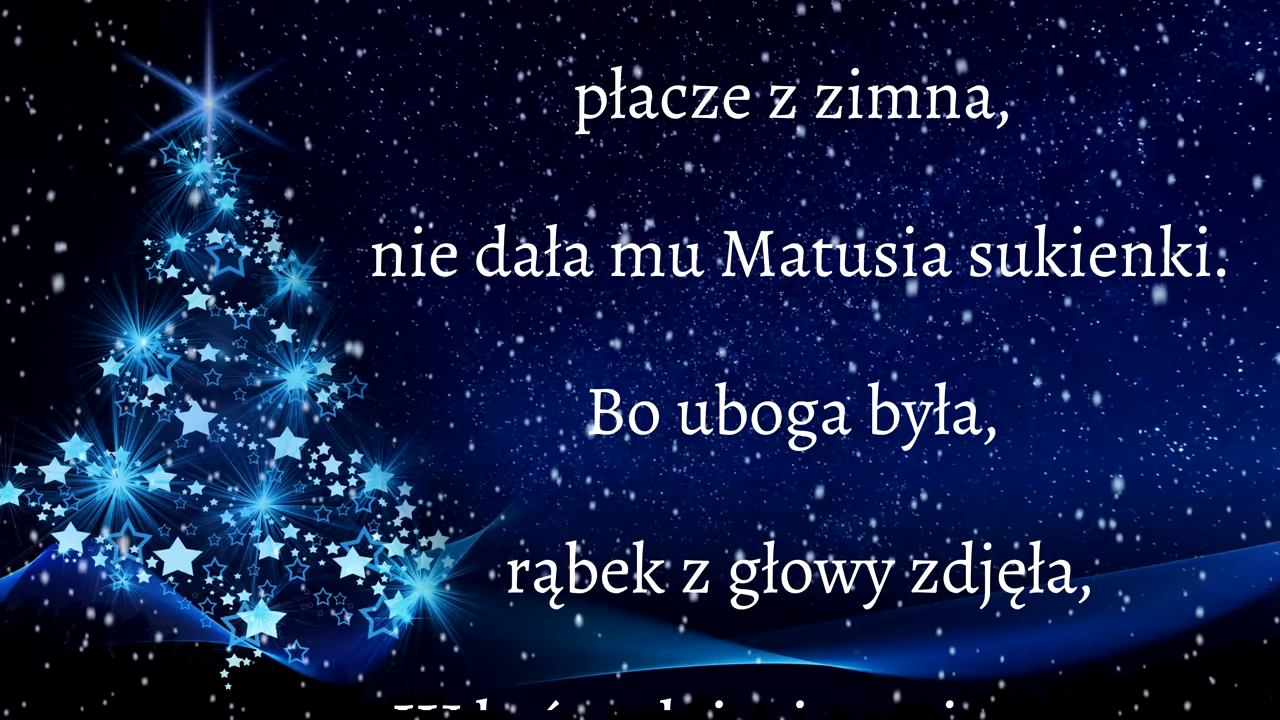 płacze z zimna,
nie dała mu Matusia sukienki.
Bo uboga była,
rąbek z głowy zdjęła,